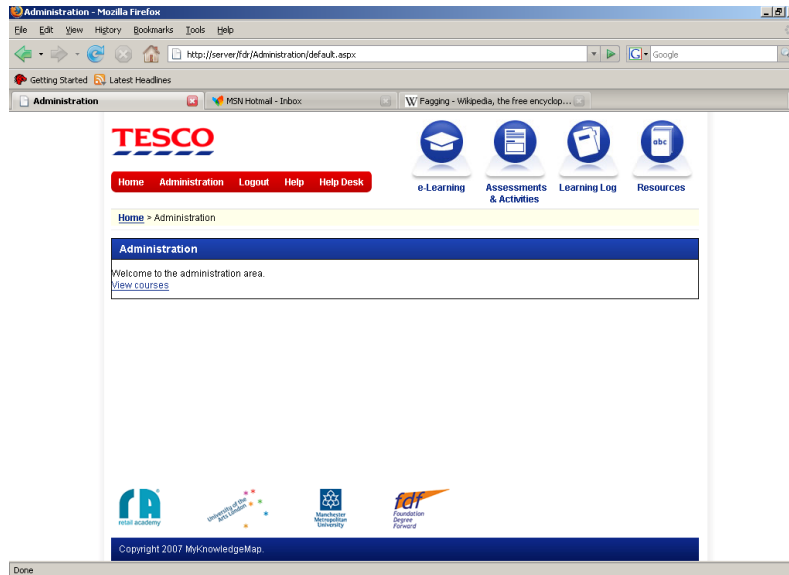 Administration - Mozilla Firefox
File Edit View History Bookmarks Tools Help
http://server/fdr/Administration/default.aspx
G Google
Getting Started Latest Headlines
Administration MSN Hotmail - Inbox W Fagging - Wikipedia, the free encyclop...
TESCO
abc
Home Administration Logout Help Help Desk
e-Learning Assessments & Activities Learning Log Resources
Home > Administration
Administration
Welcome to the administration area.
View courses
ra
retail academy
University of the
Arts London
Manchester
Metropolitan
University
fdf
Foundation
Degree
Forward
Copyright 2007 MyKnowledgeMap.
Done